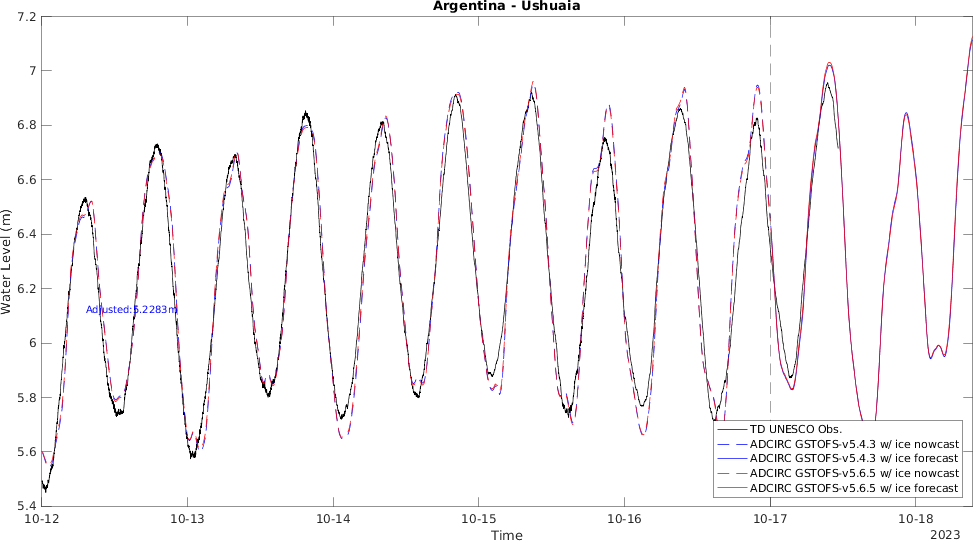 Argentina - Ushuaia
7.2
7
6.8
6.6
6.4
6.2
6
5.8
5.6
5.4
Water Level (m)
Adjusted:6.2283m
TD UNESCO Obs.
ADCIRC GSTOFS-v5.4.3 w/ ice nowcast
ADCIRC GSTOFS-v5.4.3 w/ ice forecast
ADCIRC GSTOFS-v5.6.5 w/ ice nowcast
ADCIRC GSTOFS-v5.6.5 w/ ice forecast
10-12 10-13 10-14 10-15 10-16 10-17 10-18
Time
2023